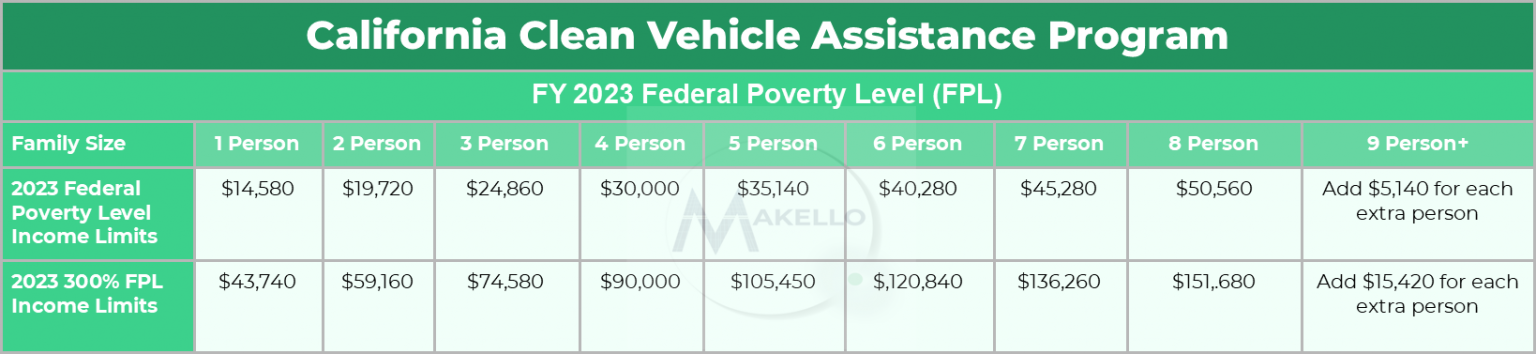 California Clean Vehicle Assistance Program
FY 2023 Federal Poverty Level (FPL)
Family Size 1 Person 2 Person 3 Person 4 Person 5 Person 6 Person 7 Person 8 Person 9 Person+
2023 Federal Poverty Level Income Limits $14,580 $19,720 $24,860 $30,000 $35,140 $40,280 $45,280 $50,560 Add $5,140 for each extra person
2023 300% FPL Income Limits $43,740 $59,160 $74,580 $90,000 $105,450 $,120,840 $136,260 $151,.680 Add $15,420 for each extra person
MAKELLO